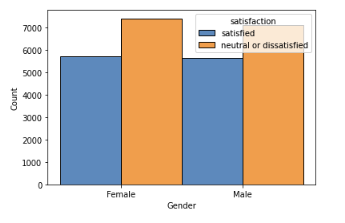 satisfaction
satisfied
neutral or dissatisfied
7000
6000
5000
4000
3000
2000
1000
0
Count
Female
Male
Gender